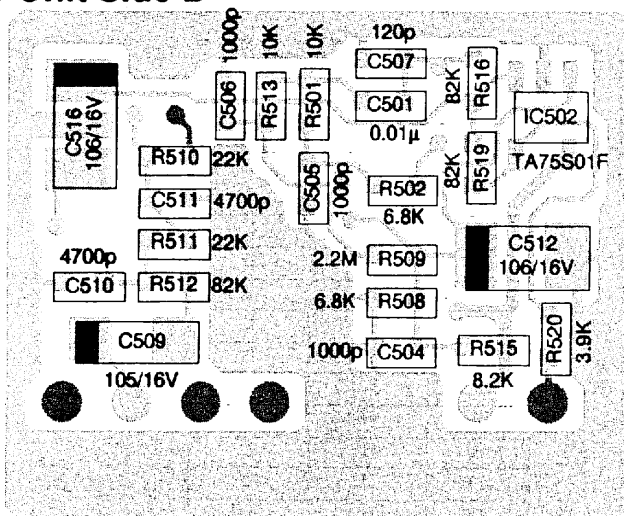 1000p
10K
10K
120p
C507
C516
106/16V
C506
R513
R501
C501
0.01µ
82K
R516
IC502
TA75S01F
R510 22K
C505
1000p
R502
6.8K
82K
R519
C511 4700p
R511 22K
2.2M R509
C512
106/16V
4700p
C510
R512 82K
6.8K R508
C509
105/16V
1000p C504
R515
8.2K
R520
3.9K